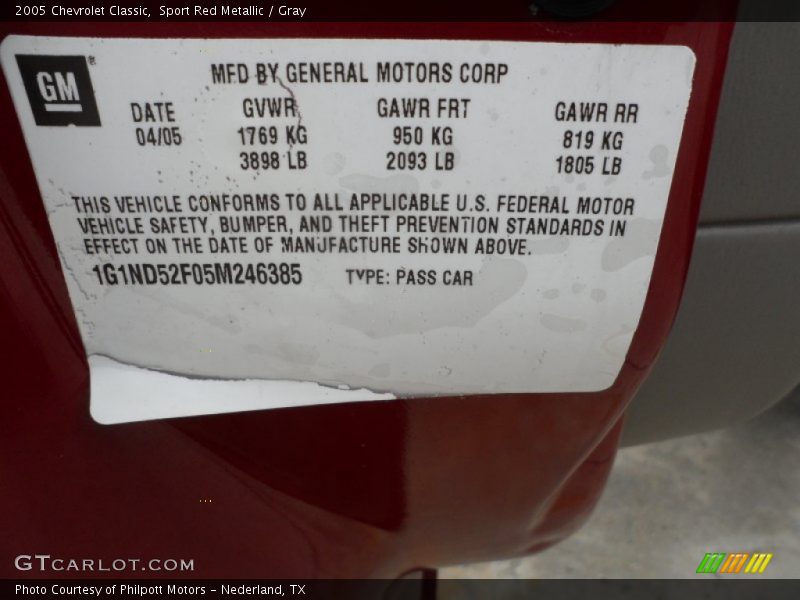 2005 Chevrolet Classic, Sport Red Metallic / Gray
GM®
MFD BY GENERAL MOTORS CORP
DATE GVWR GAWR FRT GAWR RR
04/05 1769 KG 950 KG 819 KG
3898 LB 2093 LB 1805 LB
THIS VEHICLE CONFORMS TO ALL APPLICABLE U.S. FEDERAL MOTOR
VEHICLE SAFETY, BUMPER, AND THEFT PREVENTION STANDARDS IN
EFFECT ON THE DATE OF MANUFACTURE SHOWN ABOVE.
1G1ND52F05M246385 TYPE: PASS CAR
GTCARLOT.COM
Photo Courtesy of Philpott Motors - Nederland, TX